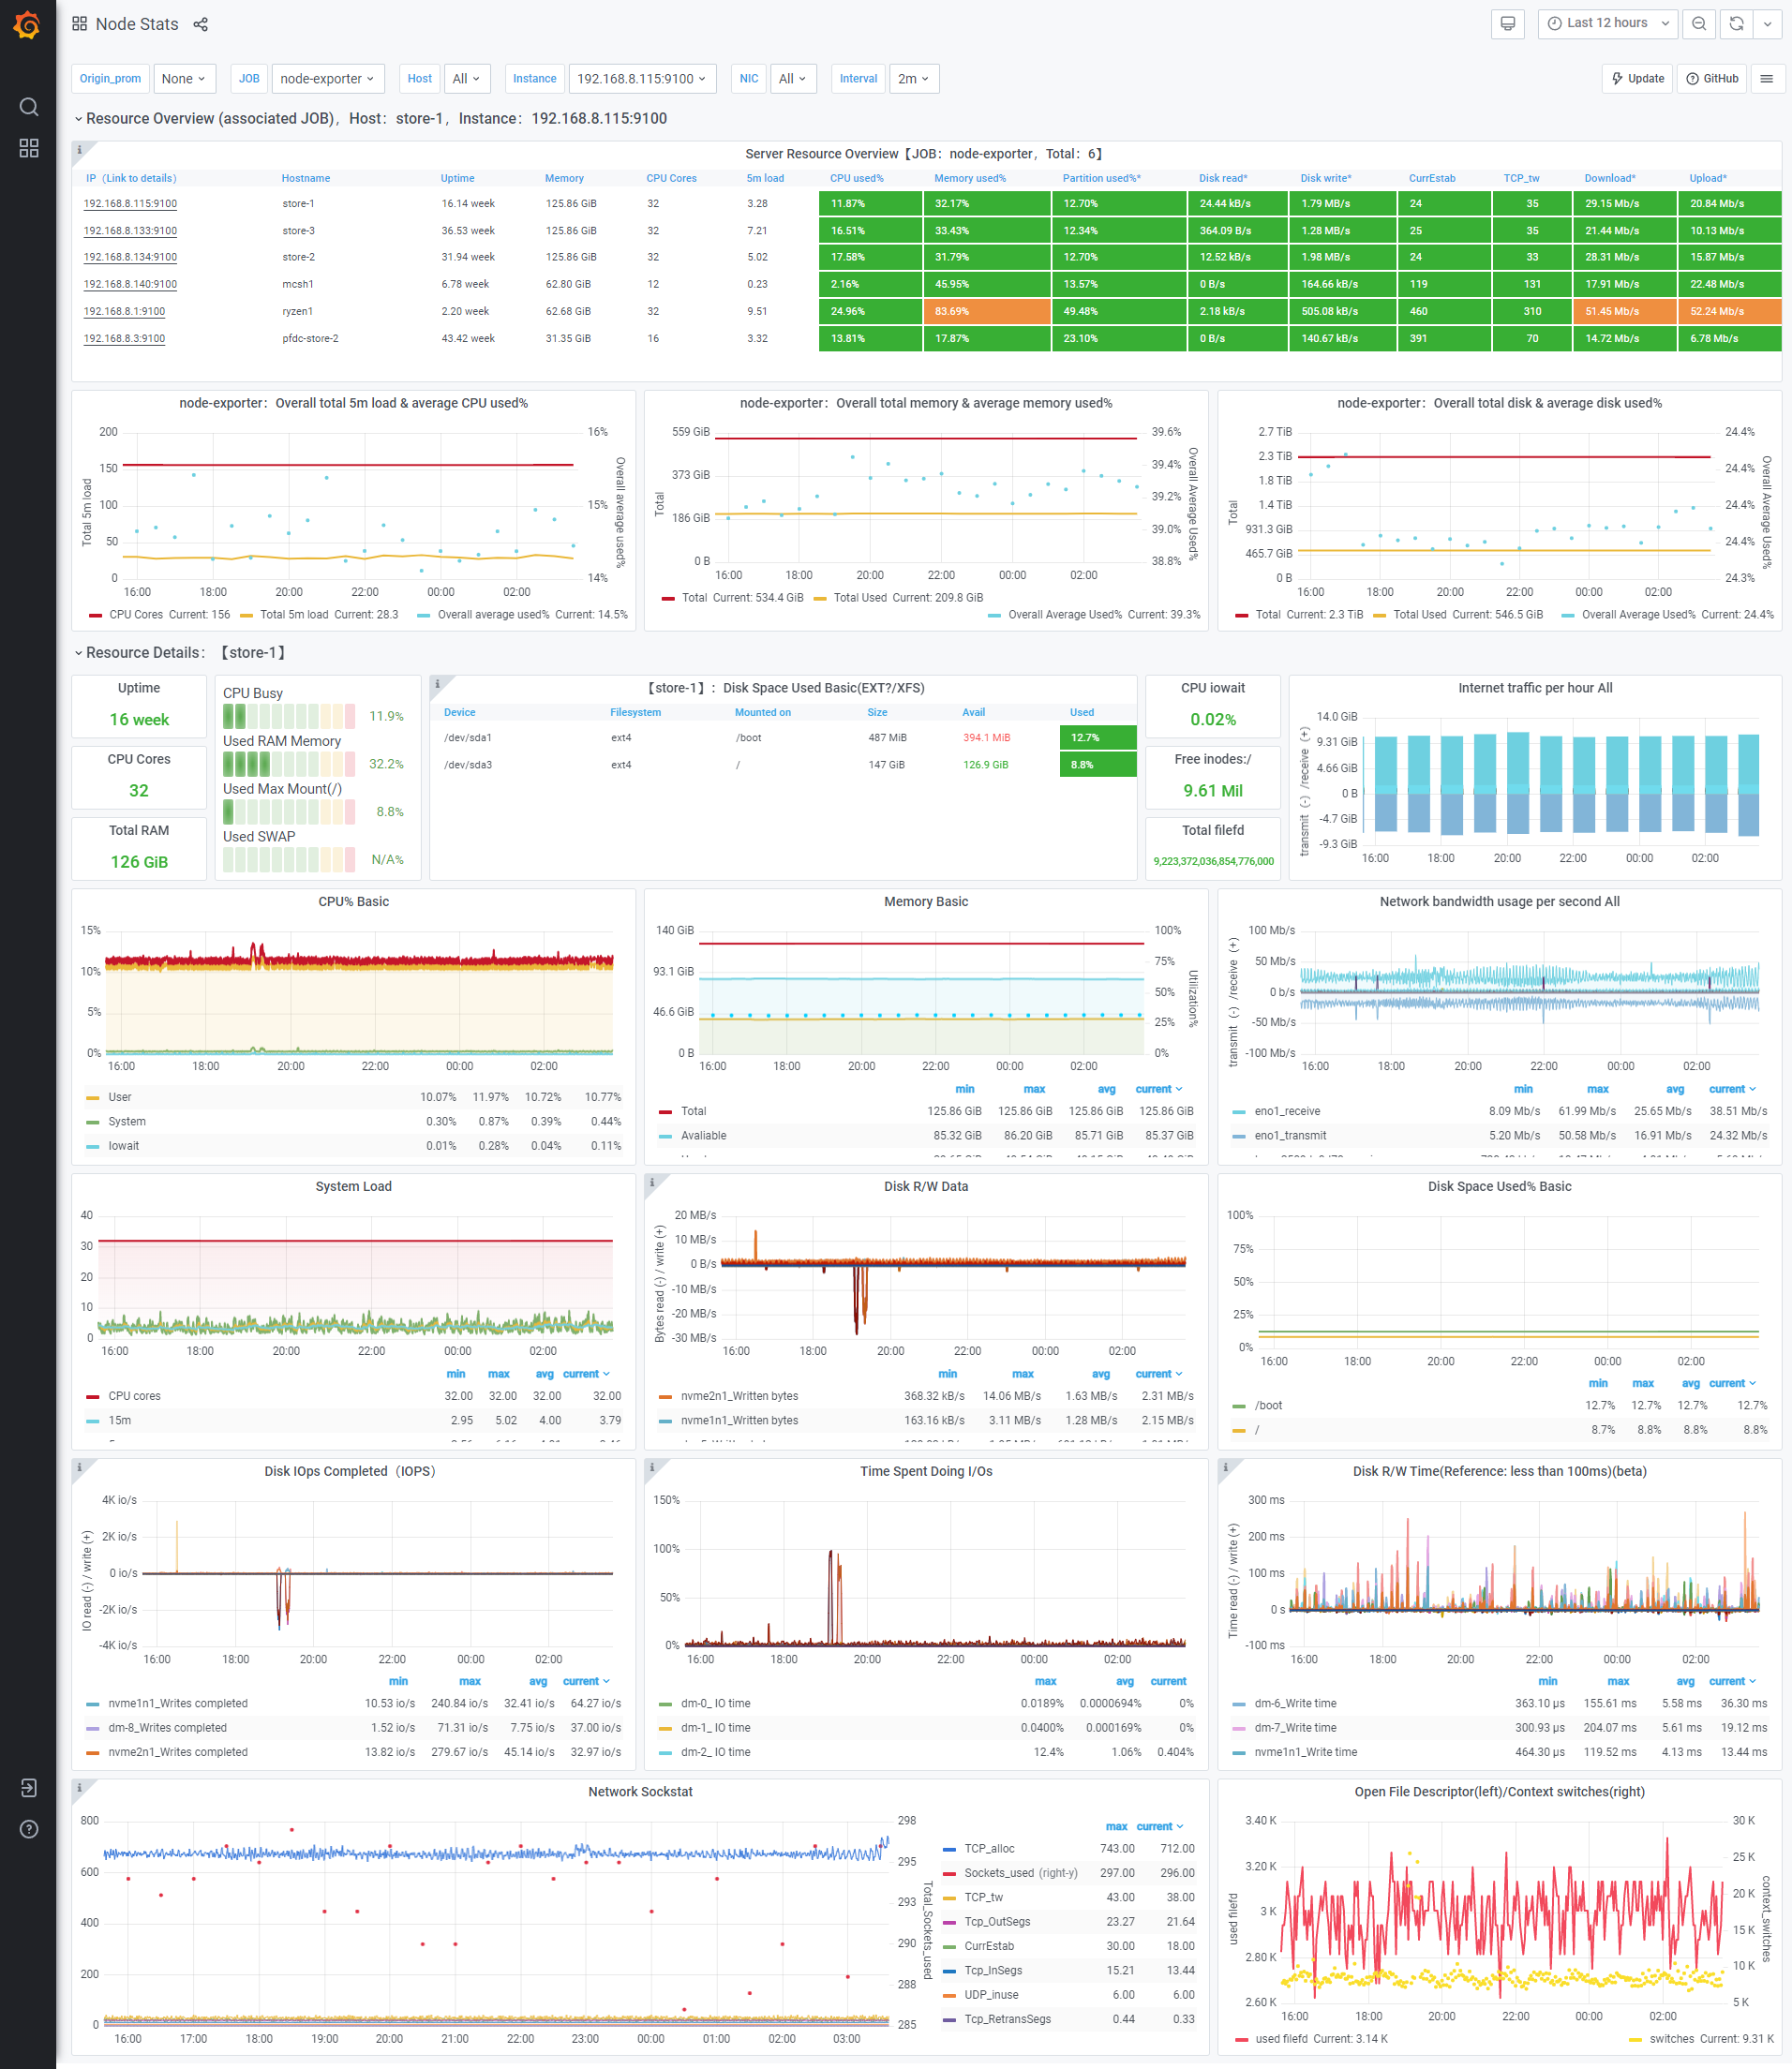 Node Stats
Last 12 hours
Origin_prom None JOB node-exporter Host All Instance 192.168.8.115:9100 NIC All Interval 2m Update GitHub
Resource Overview (associated JOB)，Host：store-1，Instance：192.168.8.115:9100
Server Resource Overview【JOB：node-exporter，Total：6】
IP（Link to details） Hostname Uptime Memory CPU Cores 5m load CPU used% Memory used% Partition used%* Disk read* Disk write* CurrEstab TCP_tw Download* Upload*
192.168.8.115:9100 store-1 16.14 week 125.86 GiB 32 3.28 11.87% 32.17% 12.70% 24.44 kB/s 1.79 MB/s 24 35 29.15 Mb/s 20.84 Mb/s
192.168.8.133:9100 store-3 36.53 week 125.86 GiB 32 7.21 16.51% 33.43% 12.34% 364.09 B/s 1.28 MB/s 25 35 21.44 Mb/s 10.13 Mb/s
192.168.8.134:9100 store-2 31.94 week 125.86 GiB 32 5.02 17.58% 31.79% 12.70% 12.52 kB/s 1.98 MB/s 24 33 28.31 Mb/s 15.87 Mb/s
192.168.8.140:9100 mcsh1 6.78 week 62.80 GiB 12 0.23 2.16% 45.95% 13.57% 0 B/s 164.66 kB/s 119 131 17.91 Mb/s 22.48 Mb/s
192.168.8.1:9100 ryzen1 2.20 week 62.68 GiB 32 9.51 24.96% 83.69% 49.48% 2.18 kB/s 505.08 kB/s 460 310 51.45 Mb/s 52.24 Mb/s
192.168.8.3:9100 pfdc-store-2 43.42 week 31.35 GiB 16 3.32 13.81% 17.87% 23.10% 0 B/s 140.67 kB/s 391 70 14.72 Mb/s 6.78 Mb/s
node-exporter：Overall total 5m load & average CPU used%
Total 5m load
200
150
100
50
0
16%
15%
14%
Overall average used%
16:00 18:00 20:00 22:00 00:00 02:00
CPU Cores Current: 156 Total 5m load Current: 28.3 Overall average used% Current: 14.5%
node-exporter：Overall total memory & average memory used%
Total
559 GiB
373 GiB
186 GiB
0 B
39.6%
39.4%
39.2%
39.0%
38.8%
Overall Average Used%
16:00 18:00 20:00 22:00 00:00 02:00
Total Current: 534.4 GiB Total Used Current: 209.8 GiB
Overall Average Used% Current: 39.3%
node-exporter：Overall total disk & average disk used%
Total
2.7 TiB
2.3 TiB
1.8 TiB
1.4 TiB
931.3 GiB
465.7 GiB
0 B
24.4%
24.4%
24.4%
24.4%
24.3%
Overall Average Used%
16:00 18:00 20:00 22:00 00:00 02:00
Total Current: 2.3 TiB Total Used Current: 546.5 GiB Overall Average Used% Current: 24.4%
Resource Details：【store-1】
Uptime
16 week
CPU Cores
32
Total RAM
126 GiB
CPU Busy
11.9%
Used RAM Memory
32.2%
Used Max Mount(/)
8.8%
Used SWAP
N/A%
【store-1】：Disk Space Used Basic(EXT?/XFS)
Device Filesystem Mounted on Size Avail Used
/dev/sda1 ext4 /boot 487 MiB 394.1 MiB 12.7%
/dev/sda3 ext4 / 147 GiB 126.9 GiB 8.8%
CPU iowait
0.02%
Free inodes:/
9.61 Mil
Total filefd
9,223,372,036,854,776,000
Internet traffic per hour All
transmit（-）/receive（+）
14.0 GiB
9.31 GiB
4.66 GiB
0 B
-4.7 GiB
-9.3 GiB
16:00 18:00 20:00 22:00 00:00 02:00
CPU% Basic
15%
10%
5%
0%
16:00 18:00 20:00 22:00 00:00 02:00
User 10.07% 11.97% 10.72% 10.77%
System 0.30% 0.87% 0.39% 0.44%
Iowait 0.01% 0.28% 0.04% 0.11%
Memory Basic
140 GiB
93.1 GiB
46.6 GiB
0 B
100%
75%
50%
25%
0%
Utilization%
16:00 18:00 20:00 22:00 00:00 02:00
min max avg current
Total 125.86 GiB 125.86 GiB 125.86 GiB 125.86 GiB
Avaliable 85.32 GiB 86.20 GiB 85.71 GiB 85.37 GiB
Network bandwidth usage per second All
transmit（-）/receive（+）
100 Mb/s
50 Mb/s
0 b/s
-50 Mb/s
-100 Mb/s
16:00 18:00 20:00 22:00 00:00 02:00
min max avg current
eno1_receive 8.09 Mb/s 61.99 Mb/s 25.65 Mb/s 38.51 Mb/s
eno1_transmit 5.20 Mb/s 50.58 Mb/s 16.91 Mb/s 24.32 Mb/s
System Load
40
30
20
10
0
16:00 18:00 20:00 22:00 00:00 02:00
min max avg current
CPU cores 32.00 32.00 32.00 32.00
15m 2.95 5.02 4.00 3.79
Disk R/W Data
Bytes read (-) / write (+)
20 MB/s
10 MB/s
0 B/s
-10 MB/s
-20 MB/s
-30 MB/s
16:00 18:00 20:00 22:00 00:00 02:00
min max avg current
nvme2n1_Written bytes 368.32 kB/s 14.06 MB/s 1.63 MB/s 2.31 MB/s
nvme1n1_Written bytes 163.16 kB/s 3.11 MB/s 1.28 MB/s 2.15 MB/s
Disk Space Used% Basic
100%
75%
50%
25%
0%
16:00 18:00 20:00 22:00 00:00 02:00
min max avg current
/boot 12.7% 12.7% 12.7% 12.7%
/ 8.7% 8.8% 8.8% 8.8%
Disk IOps Completed（IOPS）
IO read (-) / write (+)
4K io/s
2K io/s
0 io/s
-2K io/s
-4K io/s
16:00 18:00 20:00 22:00 00:00 02:00
min max avg current
nvme1n1_Writes completed 10.53 io/s 240.84 io/s 32.41 io/s 64.27 io/s
dm-8_Writes completed 1.52 io/s 71.31 io/s 7.75 io/s 37.00 io/s
nvme2n1_Writes completed 13.82 io/s 279.67 io/s 45.14 io/s 32.97 io/s
Time Spent Doing I/Os
150%
100%
50%
0%
16:00 18:00 20:00 22:00 00:00 02:00
max avg current
dm-0_ IO time 0.0189% 0.0000694% 0%
dm-1_ IO time 0.0400% 0.000169% 0%
dm-2_ IO time 12.4% 1.06% 0.404%
Disk R/W Time(Reference: less than 100ms)(beta)
Time read (-) / write (+)
300 ms
200 ms
100 ms
0 s
-100 ms
16:00 18:00 20:00 22:00 00:00 02:00
min max avg current
dm-6_Write time 363.10 µs 155.61 ms 5.58 ms 36.30 ms
dm-7_Write time 300.93 µs 204.07 ms 5.61 ms 19.12 ms
nvme1n1_Write time 464.30 µs 119.52 ms 4.13 ms 13.44 ms
Network Sockstat
800
600
400
200
0
298
295
293
290
288
285
Total_Sockets_used
16:00 17:00 18:00 19:00 20:00 21:00 22:00 23:00 00:00 01:00 02:00 03:00
max current
TCP_alloc 743.00 712.00
Sockets_used (right-y) 297.00 296.00
TCP_tw 43.00 38.00
Tcp_OutSegs 23.27 21.64
CurrEstab 30.00 18.00
Tcp_InSegs 15.21 13.44
UDP_inuse 6.00 6.00
Tcp_RetransSegs 0.44 0.33
Open File Descriptor(left)/Context switches(right)
used filefd
3.40 K
3.20 K
3 K
2.80 K
2.60 K
30 K
25 K
20 K
15 K
10 K
5 K
context_switches
16:00 18:00 20:00 22:00 00:00 02:00
used filefd Current: 3.14 K switches Current: 9.31 K